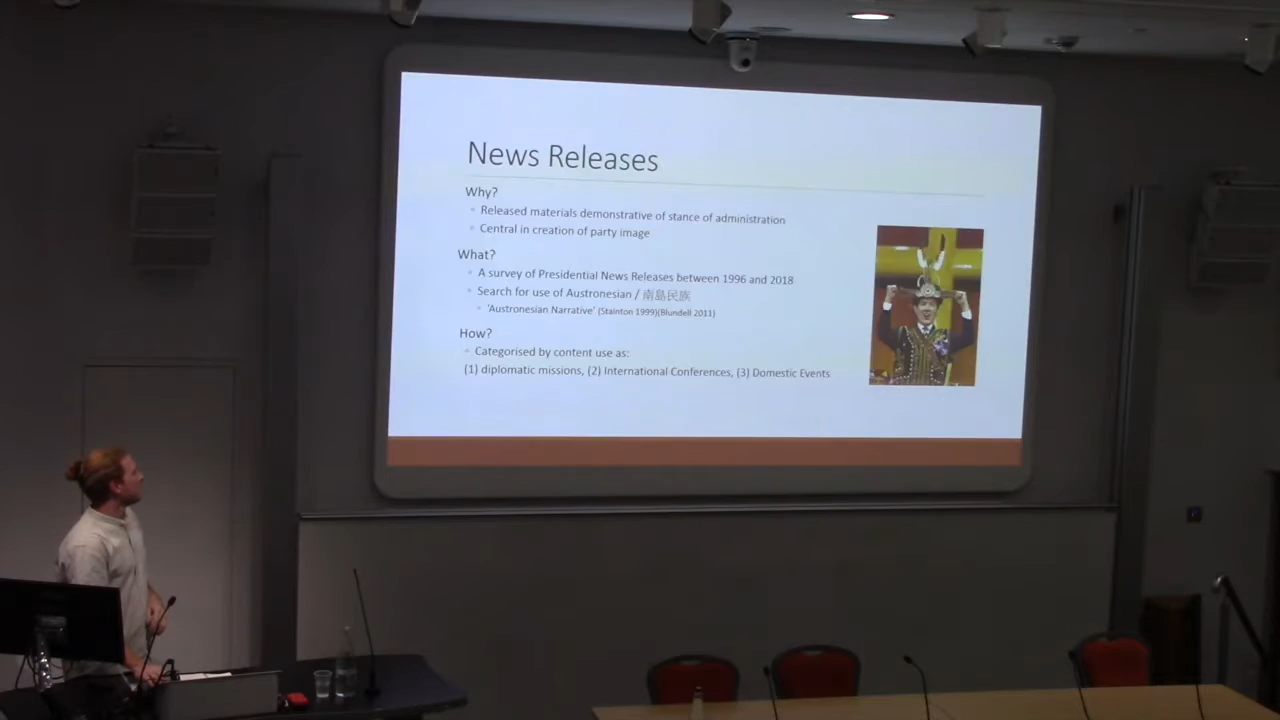 News Releases
Why?
Released materials demonstrative of stance of administration
Central in creation of party image
What?
A survey of Presidential News Releases between 1996 and 2018
Search for use of Austronesian / 南島民族
'Austronesian Narrative' (Stainton 1999)(Blundell 2011)
How?
Categorised by content use as:
(1) diplomatic missions, (2) International Conferences, (3) Domestic Events